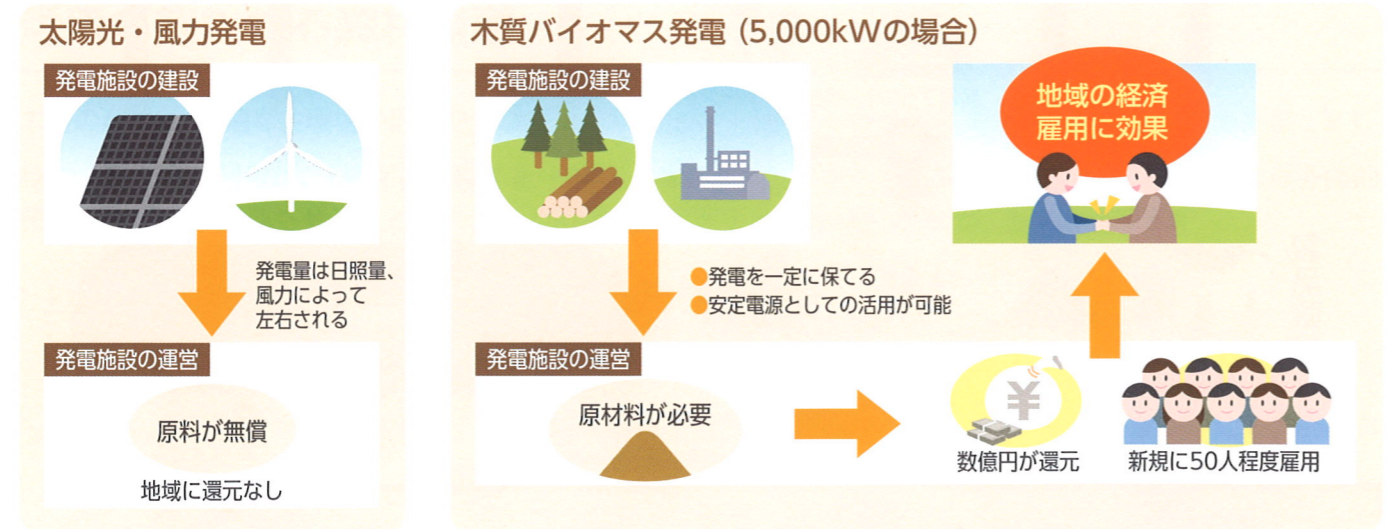 太陽光・風力発電
発電施設の建設
発電量は日照量、
風力によって
左右される
発電施設の運営
原料が無償
地域に還元なし
木質バイオマス発電（5,000kWの場合）
発電施設の建設
●発電を一定に保てる
●安定電源としての活用が可能
発電施設の運営
原材料が必要
¥
数億円が還元
新規に50人程度雇用
地域の経済
雇用に効果